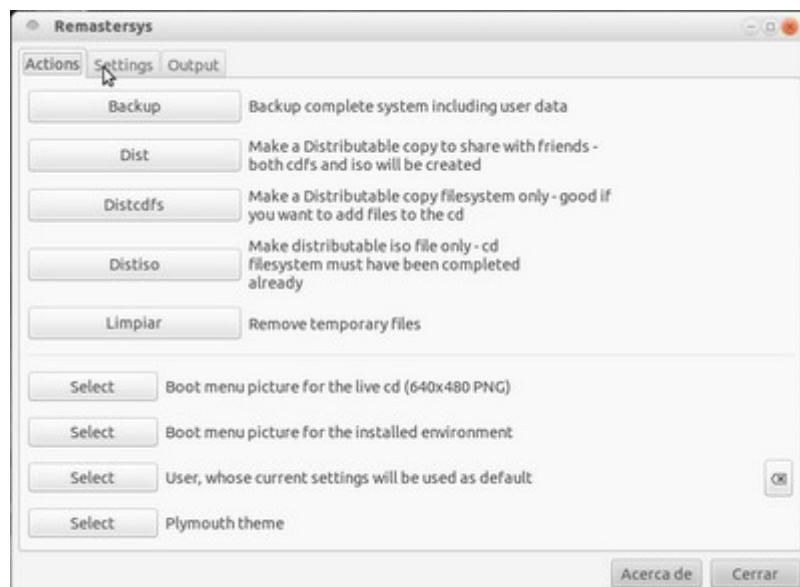 Remastersys
Actions Settings Output
Backup Backup complete system including user data
Dist Make a Distributable copy to share with friends -
both cdfs and iso will be created
Distcdfs Make a Distributable copy filesystem only - good if
you want to add files to the cd
Distiso Make distributable iso file only - cd
filesystem must have been completed
already
Limpiar Remove temporary files
Select Boot menu picture for the live cd (640x480 PNG)
Select Boot menu picture for the installed environment
Select User, whose current settings will be used as default
Select Plymouth theme
Acerca de Cerrar